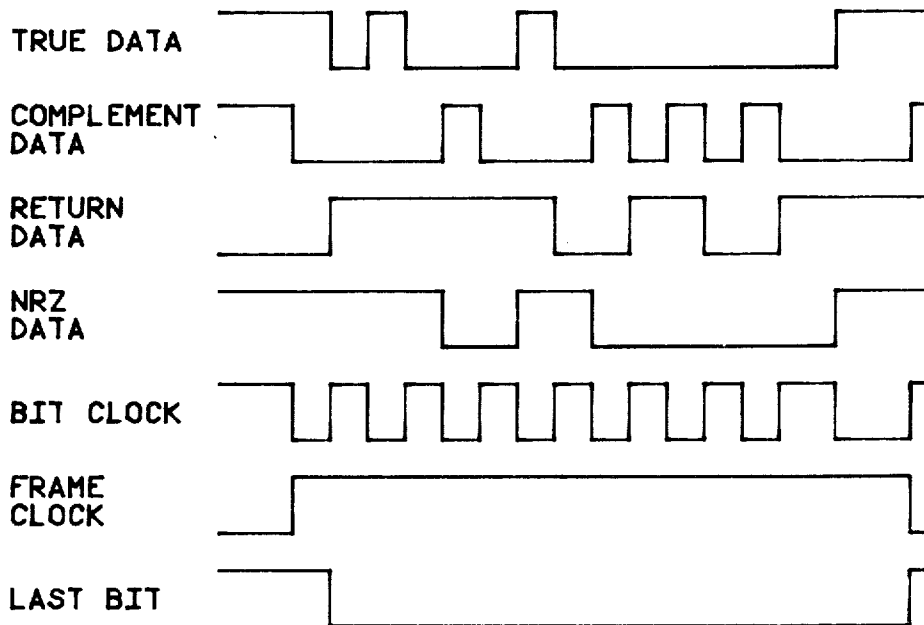 TRUE DATA
COMPLEMENT
DATA
RETURN
DATA
NRZ
DATA
BIT CLOCK
FRAME
CLOCK
LAST BIT